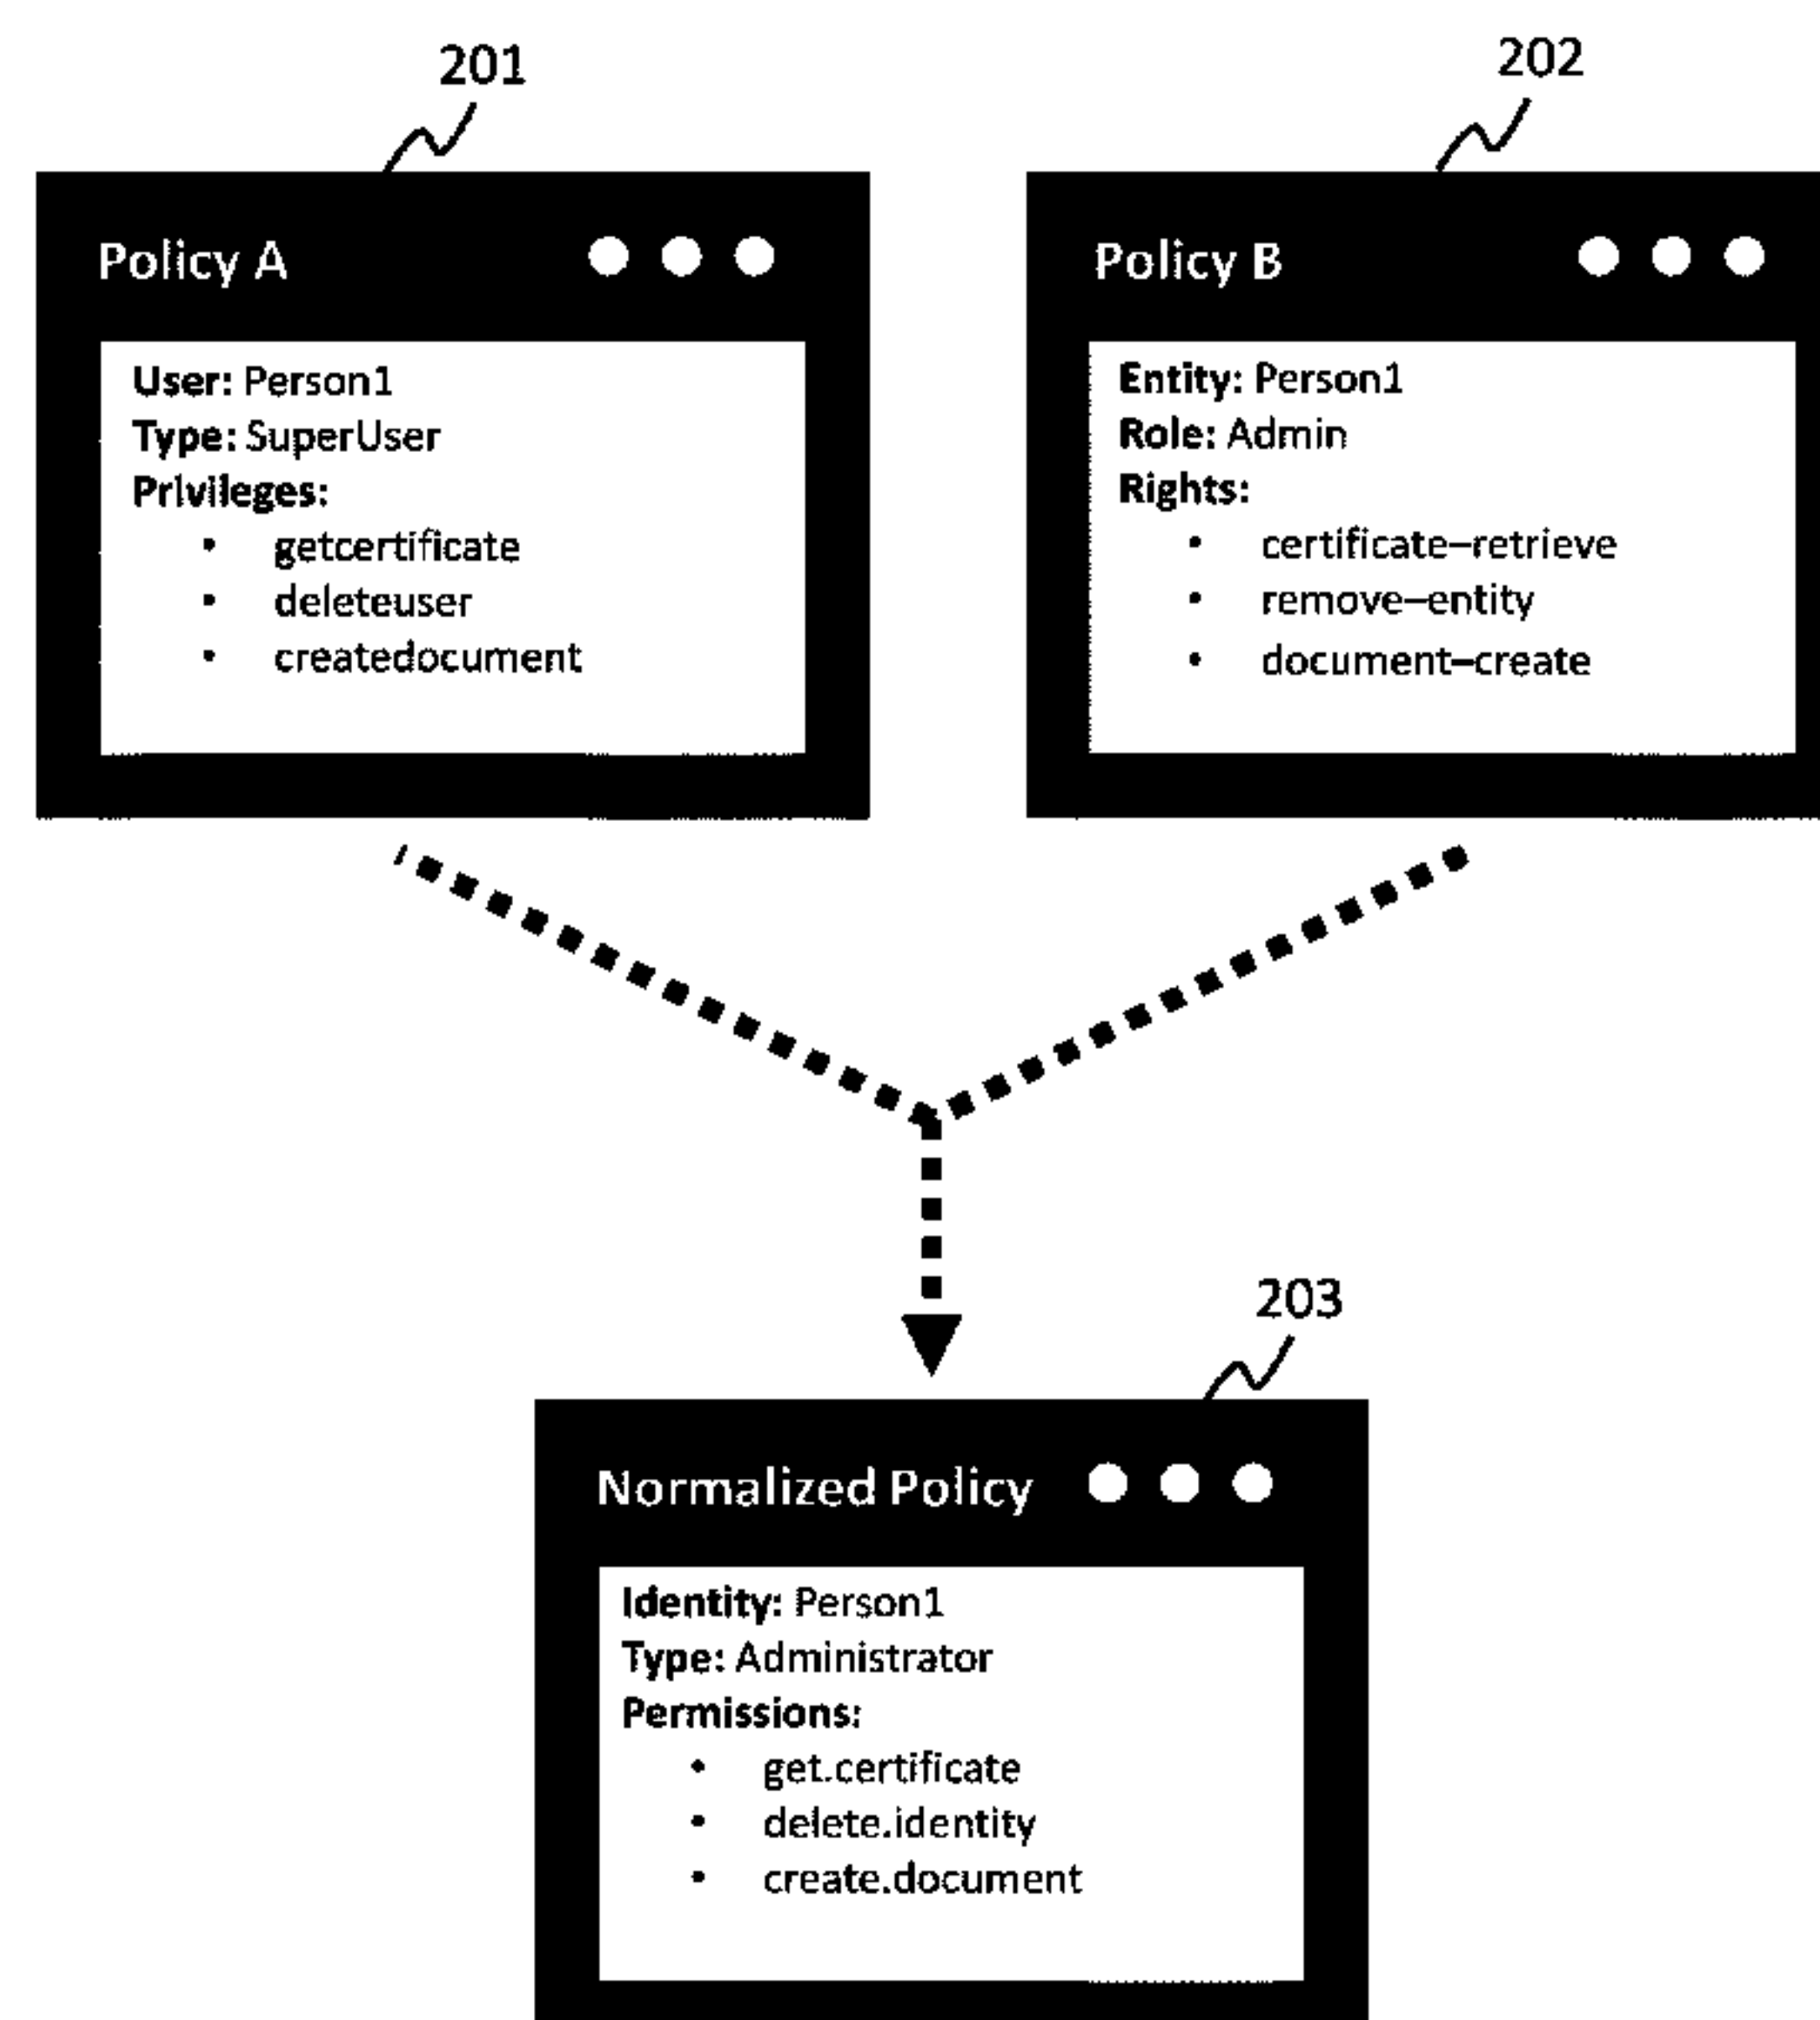 201
202
Policy A
User: Person1
Type: SuperUser
Privileges:
• getcertificate
• deleteuser
• createdocument
Policy B
Entity: Person1
Role: Admin
Rights:
• certificate–retrieve
• remove–entity
• document–create
203
Normalized Policy
Identity: Person1
Type: Administrator
Permissions:
• get.certificate
• delete.identity
• create.document